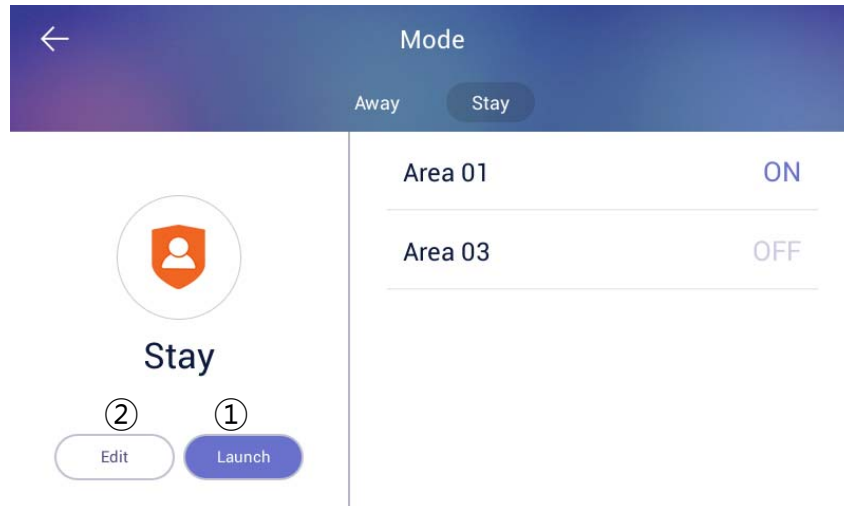 Mode
Away Stay
Area 01 ON
Area 03 OFF
Stay
② ①
Edit Launch